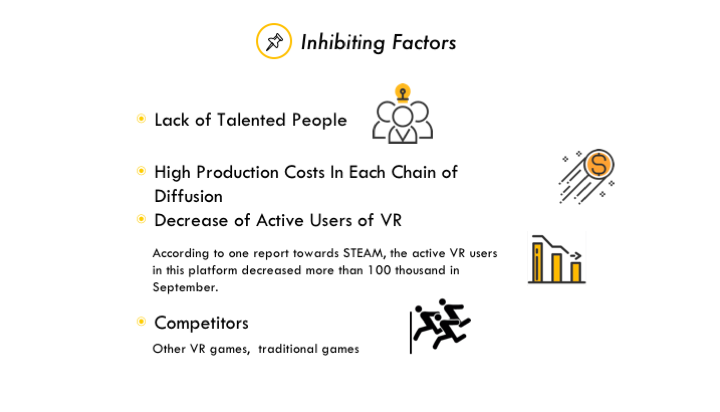 Inhibiting Factors
Lack of Talented People
High Production Costs In Each Chain of
Diffusion
Decrease of Active Users of VR
According to one report towards STEAM, the active VR users
in this platform decreased more than 100 thousand in
September.
Competitors
Other VR games, traditional games